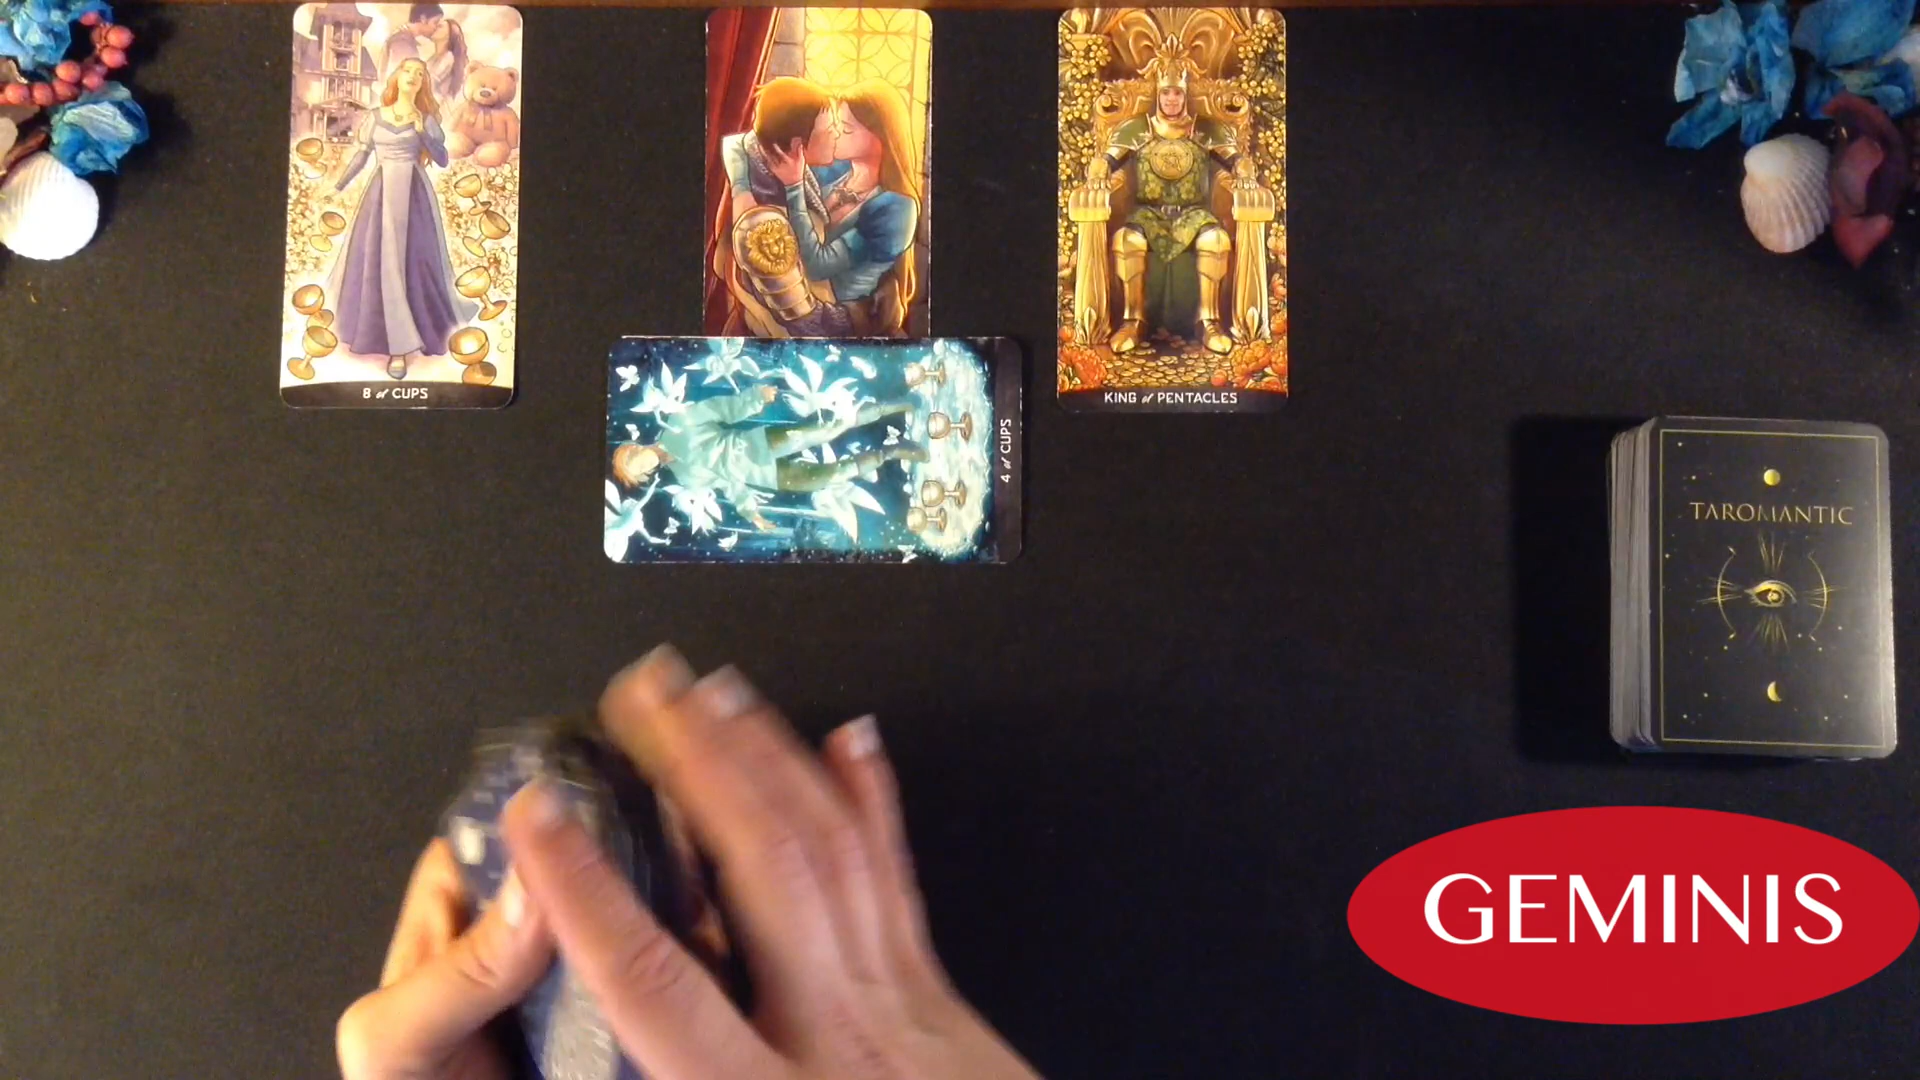 8 of CUPS
KING of PENTACLES
4 of CUPS
TAROMANTIC
GEMINIS